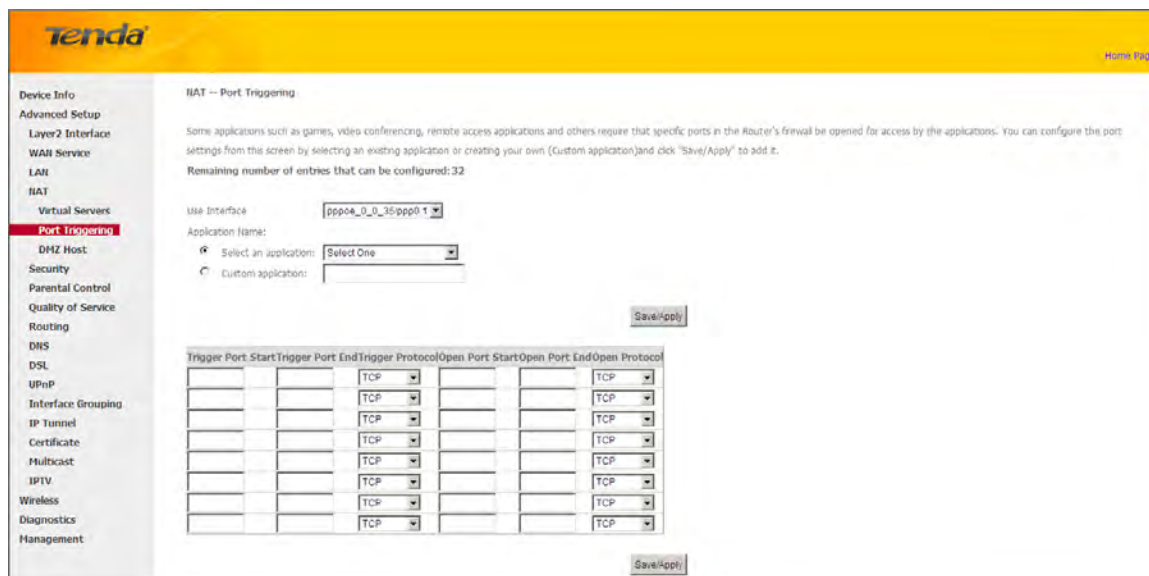 Tenda
Home Pag
Device Info
Advanced Setup
Layer2 Interface
WAN Service
LAN
NAT
Virtual Servers
Port Triggering
DMZ Host
Security
Parental Control
Quality of Service
Routing
DNS
DSL
UPnP
Interface Grouping
IP Tunnel
Certificate
Multicast
IPTV
Wireless
Diagnostics
Management
NAT -- Port Triggering
Some applications such as games, video conferencing, remote access applications and others require that specific ports in the Router's firewall be opened for access by the applications. You can configure the port
settings from this screen by selecting an existing application or creating your own (Custom application)and click "Save/Apply" to add it.
Remaining number of entries that can be configured:32
Use Interface pppoe_0_0_35/ppp0.1
Application Name:
Select an application: Select One
Custom application:
Save/Apply
Trigger Port Start Trigger Port End Trigger Protocol Open Port Start Open Port End Open Protocol
TCP TCP
TCP TCP
TCP TCP
TCP TCP
TCP TCP
TCP TCP
TCP TCP
TCP TCP
Save/Apply